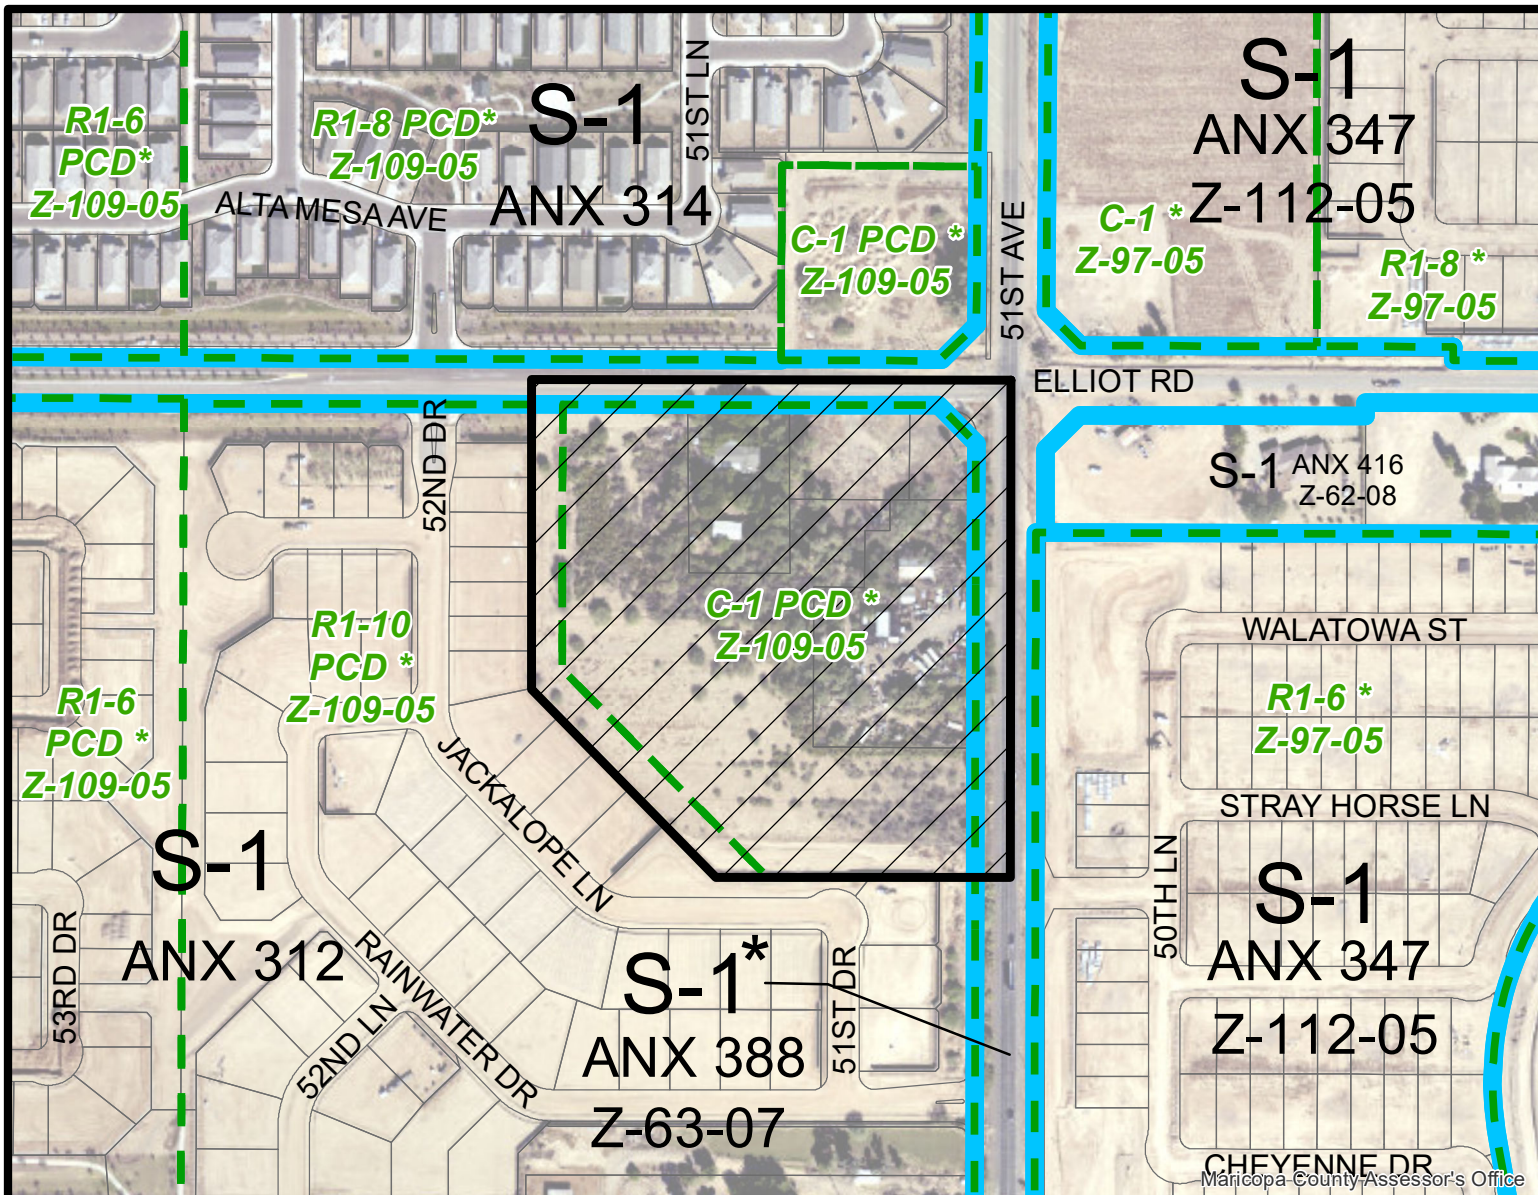 R1-6
PCD*
Z-109-05
R1-8 PCD*
Z-109-05
S-1
ANX 314
51ST LN
ALTA MESA AVE
C-1 PCD *
Z-109-05
51ST AVE
S-1
ANX 347
Z-112-05
C-1 *
Z-97-05
R1-8 *
Z-97-05
ELLIOT RD
52ND DR
S-1
ANX 416
Z-62-08
C-1 PCD *
Z-109-05
R1-10
PCD *
Z-109-05
R1-6
PCD *
Z-109-05
WALATOWA ST
R1-6 *
Z-97-05
STRAY HORSE LN
JACKALOPE LN
S-1
ANX 312
53RD DR
RAINWATER DR
52ND LN
S-1*
ANX 388
Z-63-07
51ST DR
50TH LN
S-1
ANX 347
Z-112-05
CHEYENNE DR
Maricopa County Assessor's Office